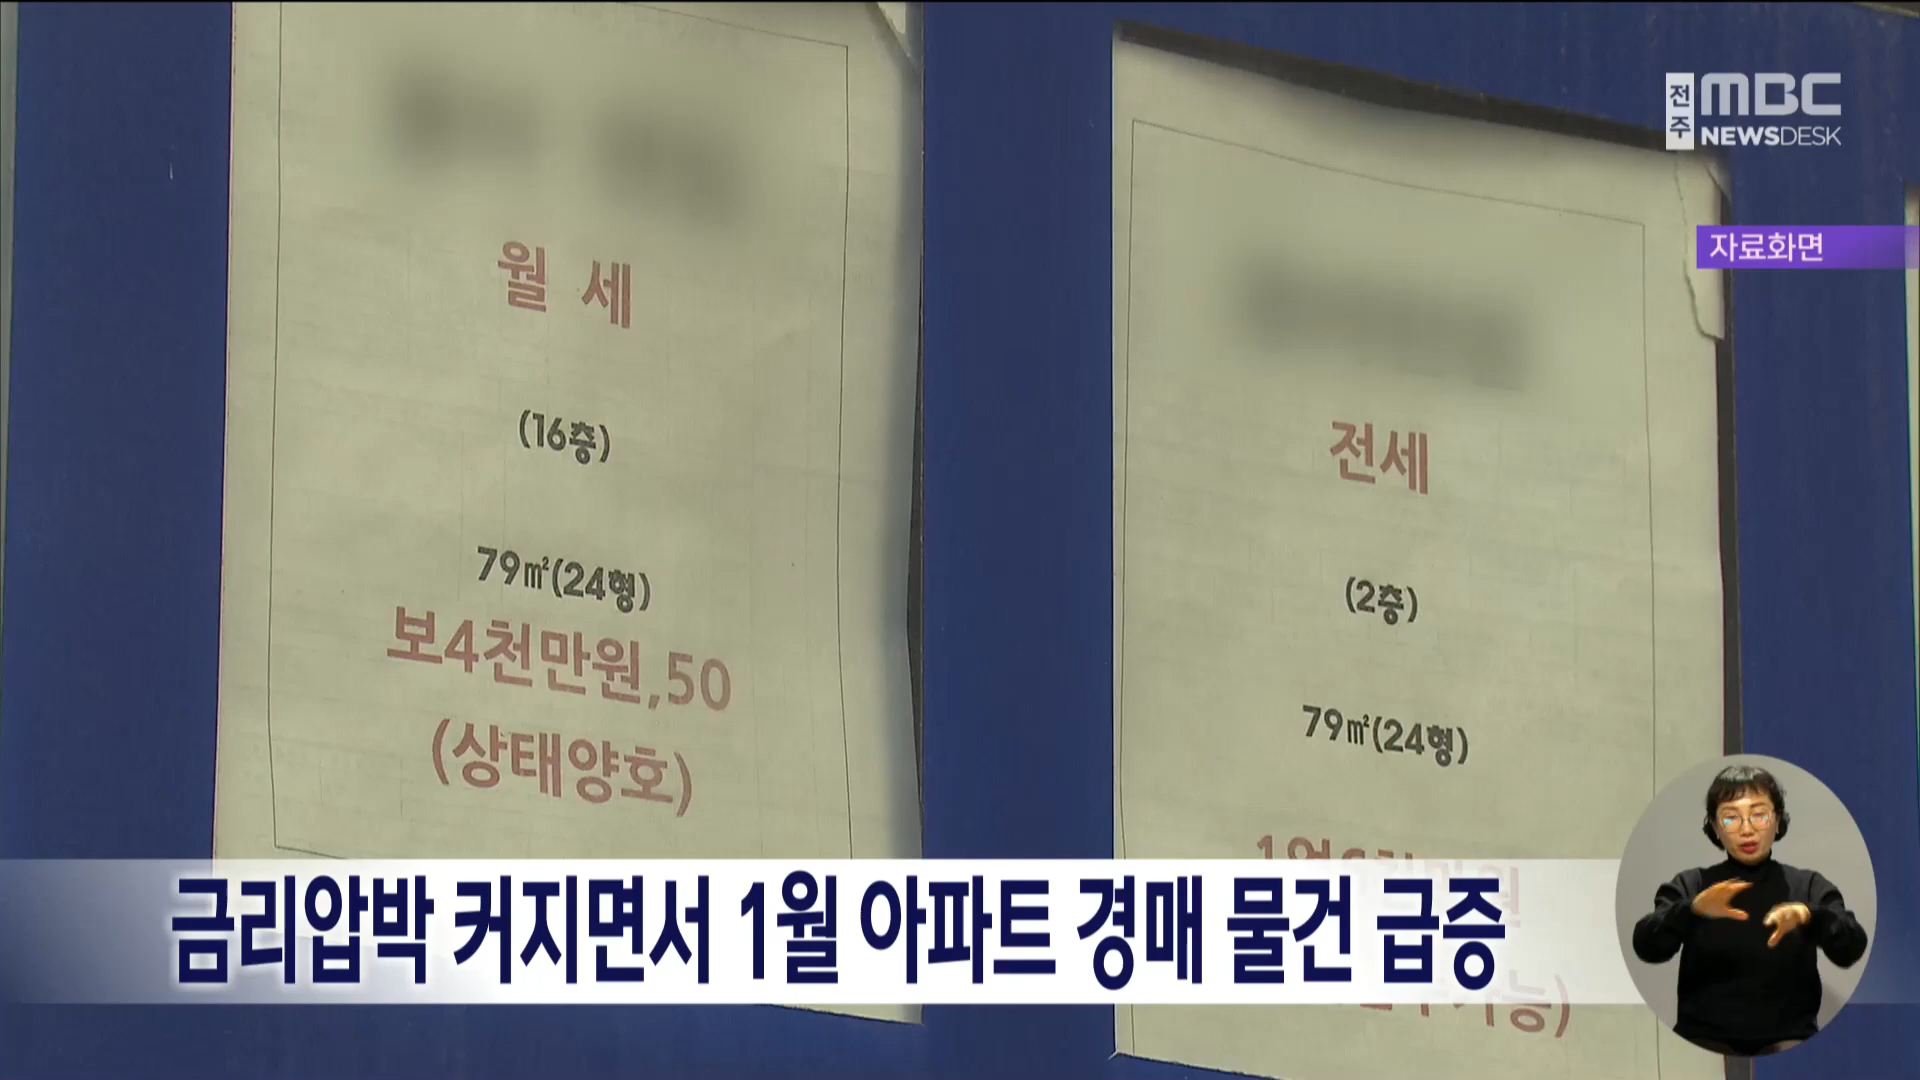 전주 MBC
NEWSDESK
자료화면
월 세
(16층)
79㎡(24형)
보4천만원,50
(상태양호)
전세
(2층)
79㎡(24형)
금리압박 커지면서 1월 아파트 경매 물건 급증